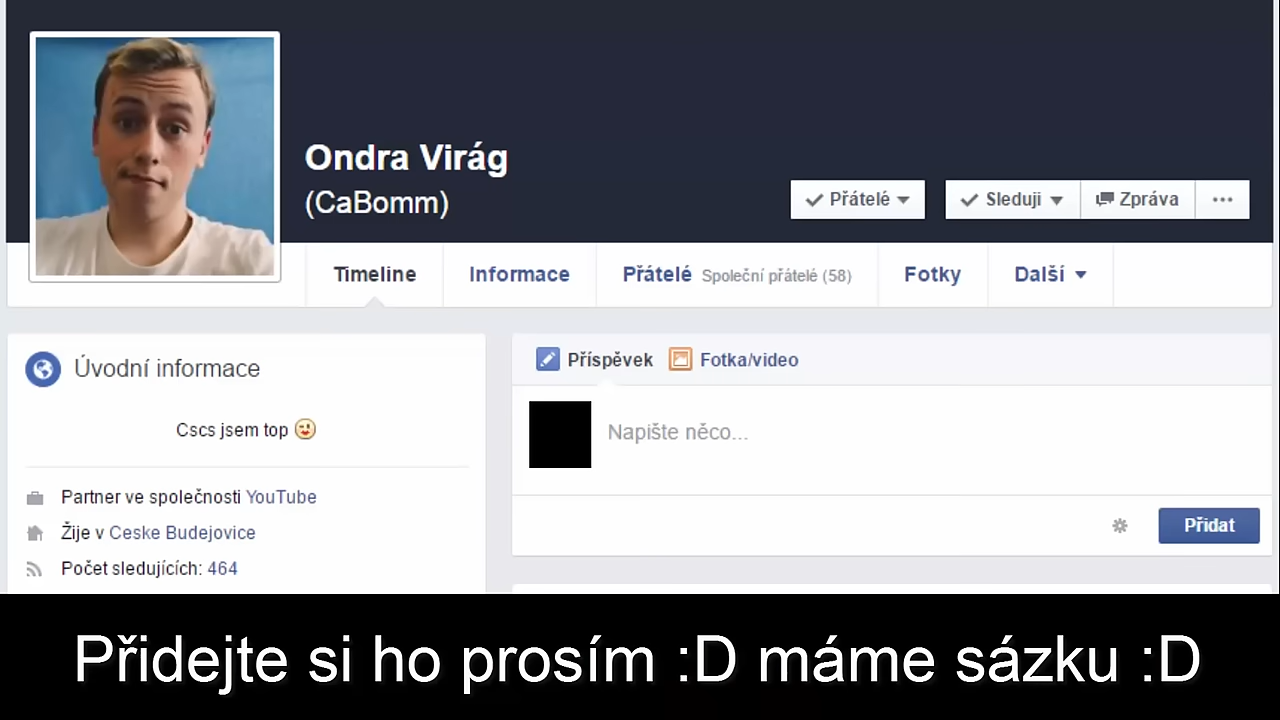 Ondra Virág
(CaBomm)
Přátelé
Sleduji
Zpráva
Timeline
Informace
Přátelé Společní přátelé (58)
Fotky
Další
Úvodní informace
Cscs jsem top
Partner ve společnosti YouTube
Žije v Ceske Budejovice
Počet sledujících: 464
Příspěvek
Fotka/video
Napište něco...
Přidat
Přidejte si ho prosím :D máme sázku :D